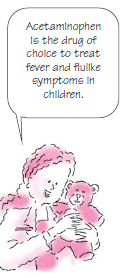 Acetaminophen
is the drug of
choice to treat
fever and flulike
symptoms in
children.